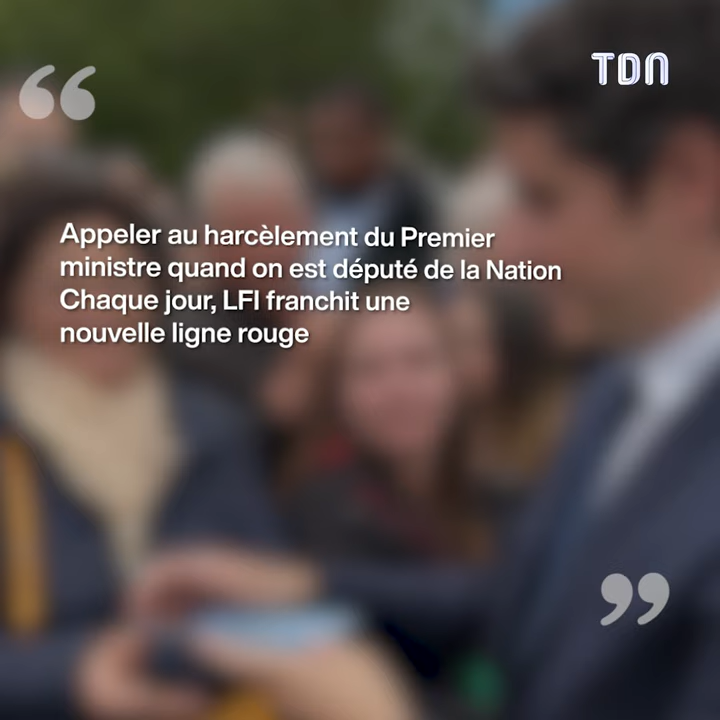 TDN
“
Appeler au harcèlement du Premier
ministre quand on est député de la Nation
Chaque jour, LFI franchit une
nouvelle ligne rouge
”